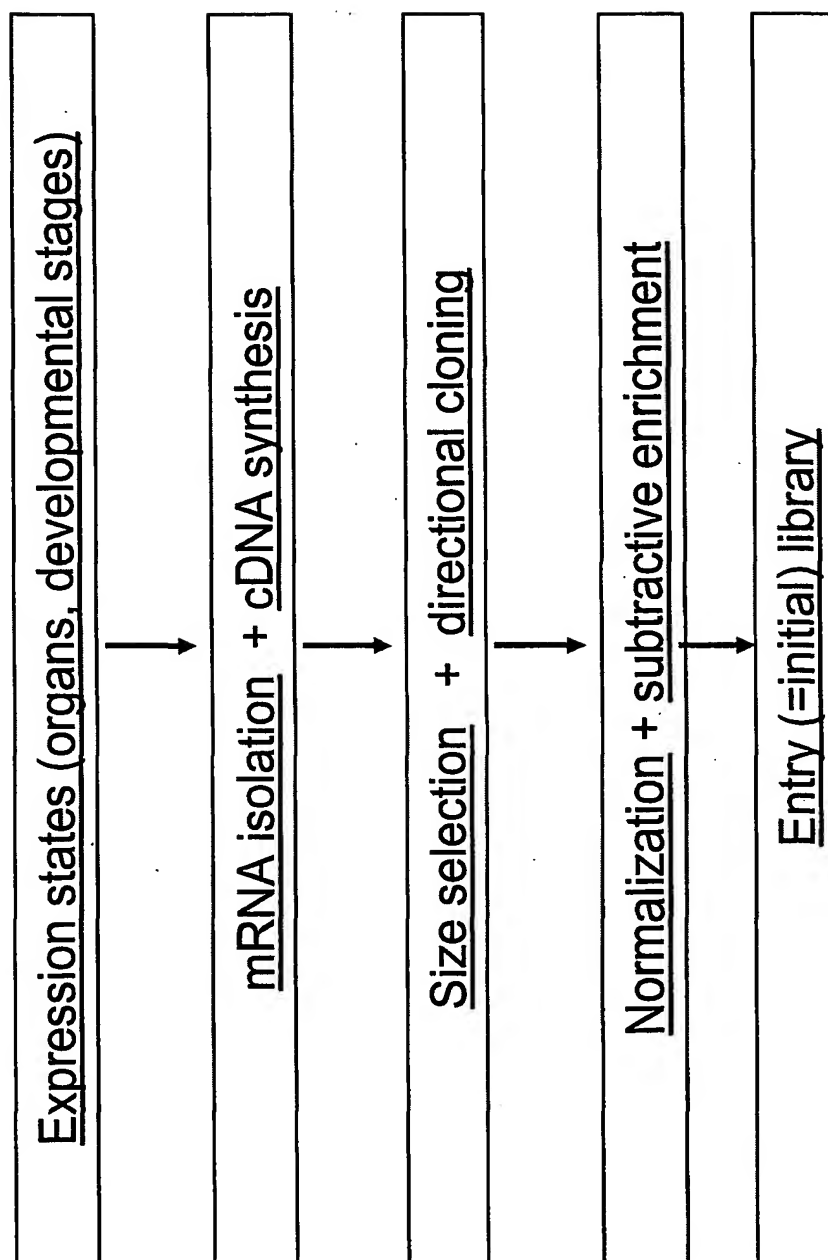 Expression states (organs, developmental stages)
mRNA isolation + cDNA synthesis
Size selection + directional cloning
Normalization + subtractive enrichment
Entry (=initial) library